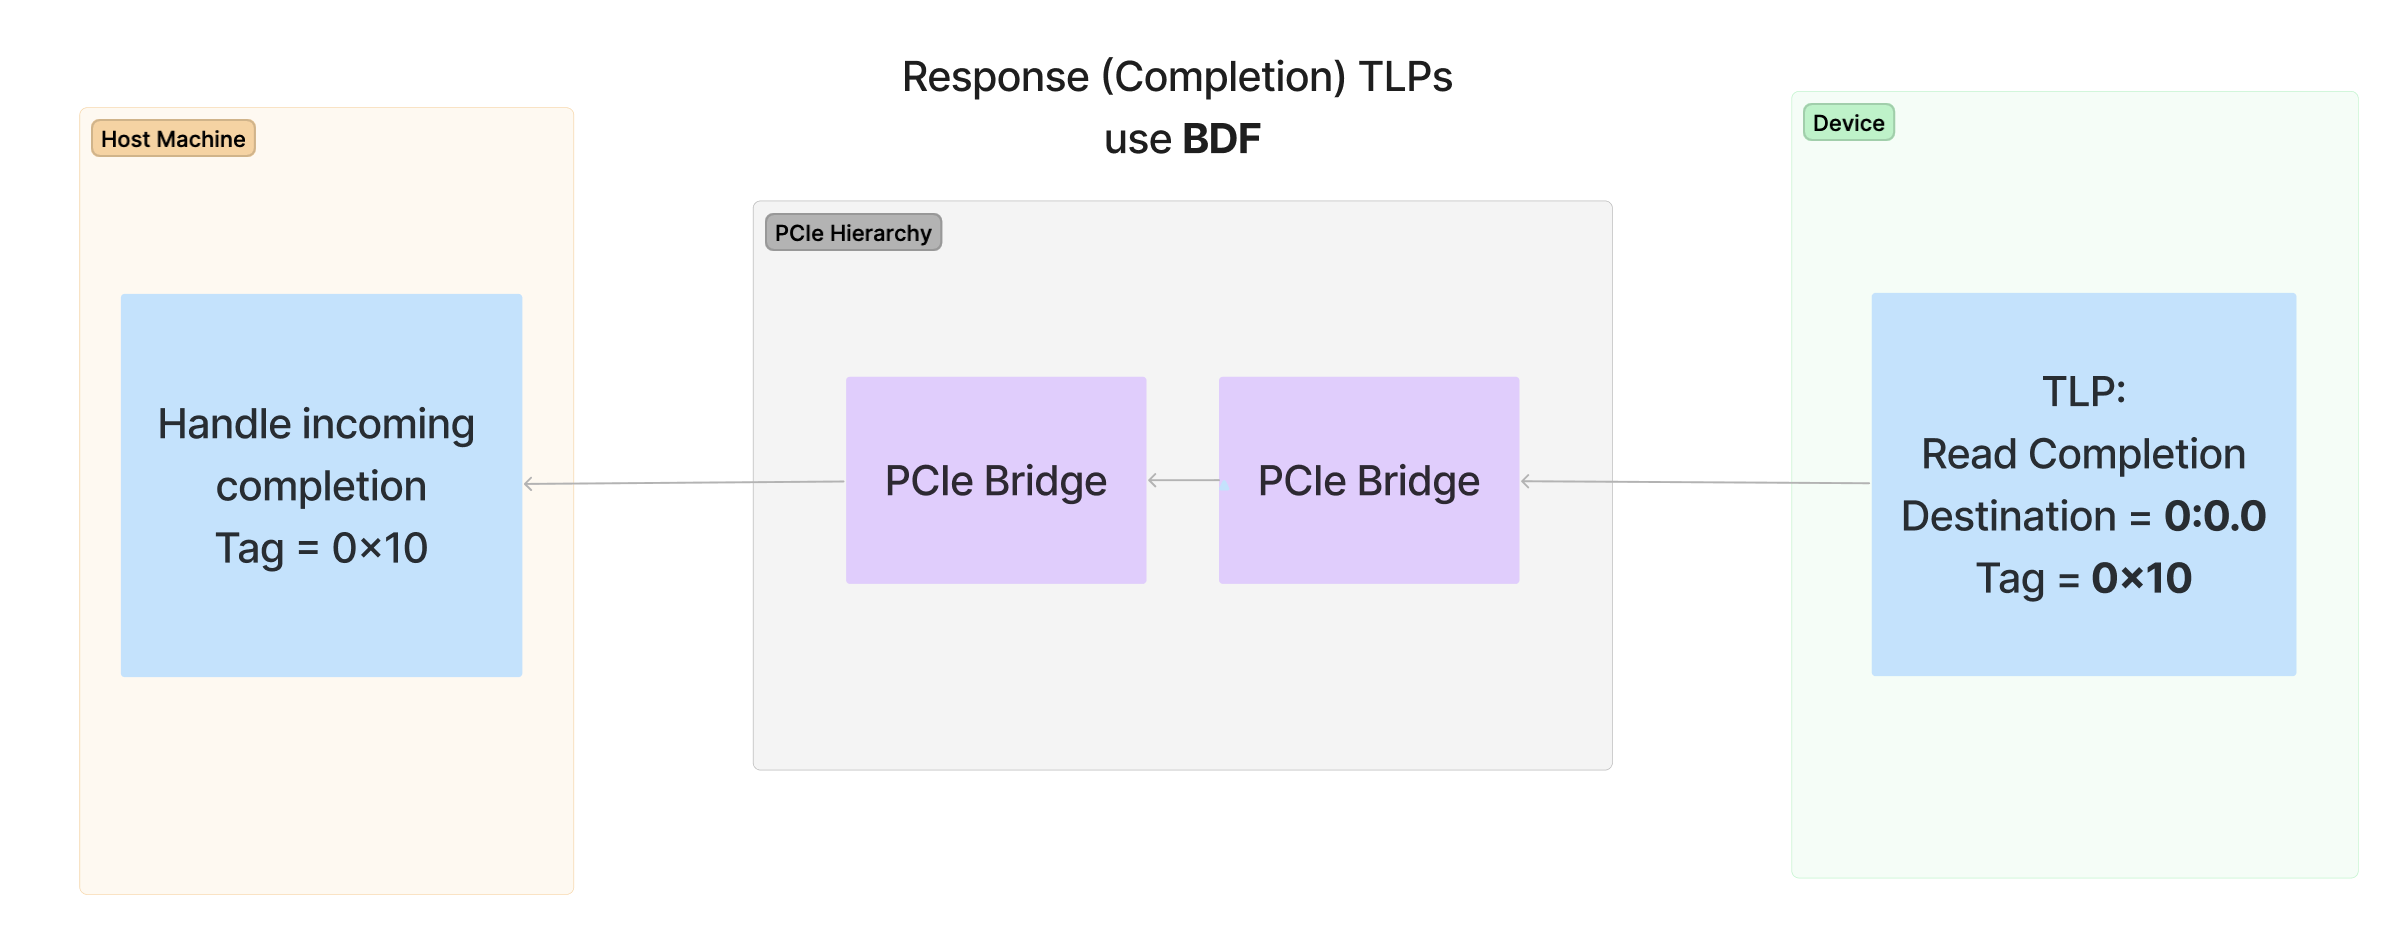 Response (Completion) TLPs
use BDF
Host Machine
Handle incoming
completion
Tag = 0×10
PCIe Hierarchy
PCIe Bridge
PCIe Bridge
Device
TLP:
Read Completion
Destination = 0:0.0
Tag = 0×10